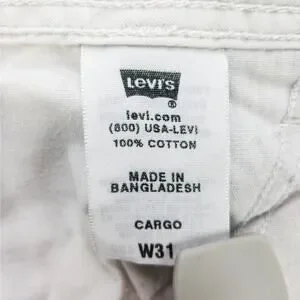 Levi's
®
levi.com
(800) USA-LEVI
100% COTTON
MADE IN
BANGLADESH
CARGO
W31